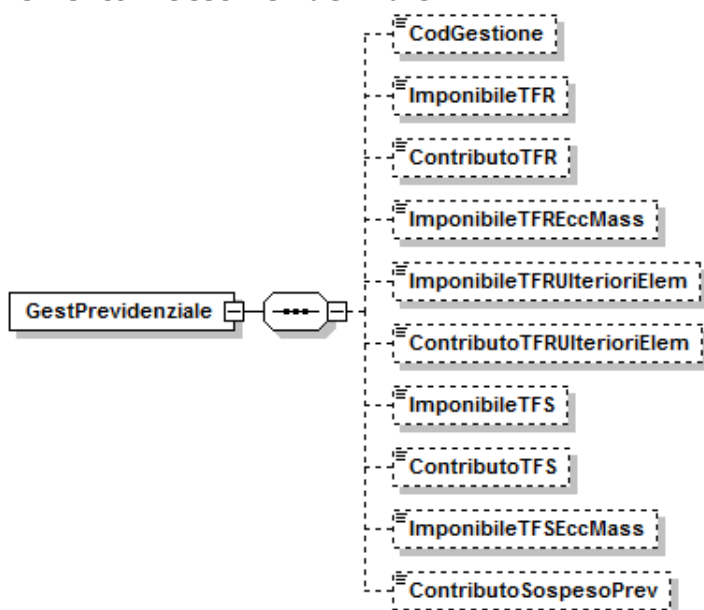 CodGestione
ImponibileTFR
ContributoTFR
ImponibileTFREccMass
ImponibileTFRUlterioriElem
GestPrevidenziale
ContributoTFRUlterioriElem
ImponibileTFS
ContributoTFS
ImponibileTFSEccMass
ContributoSospesoPrev